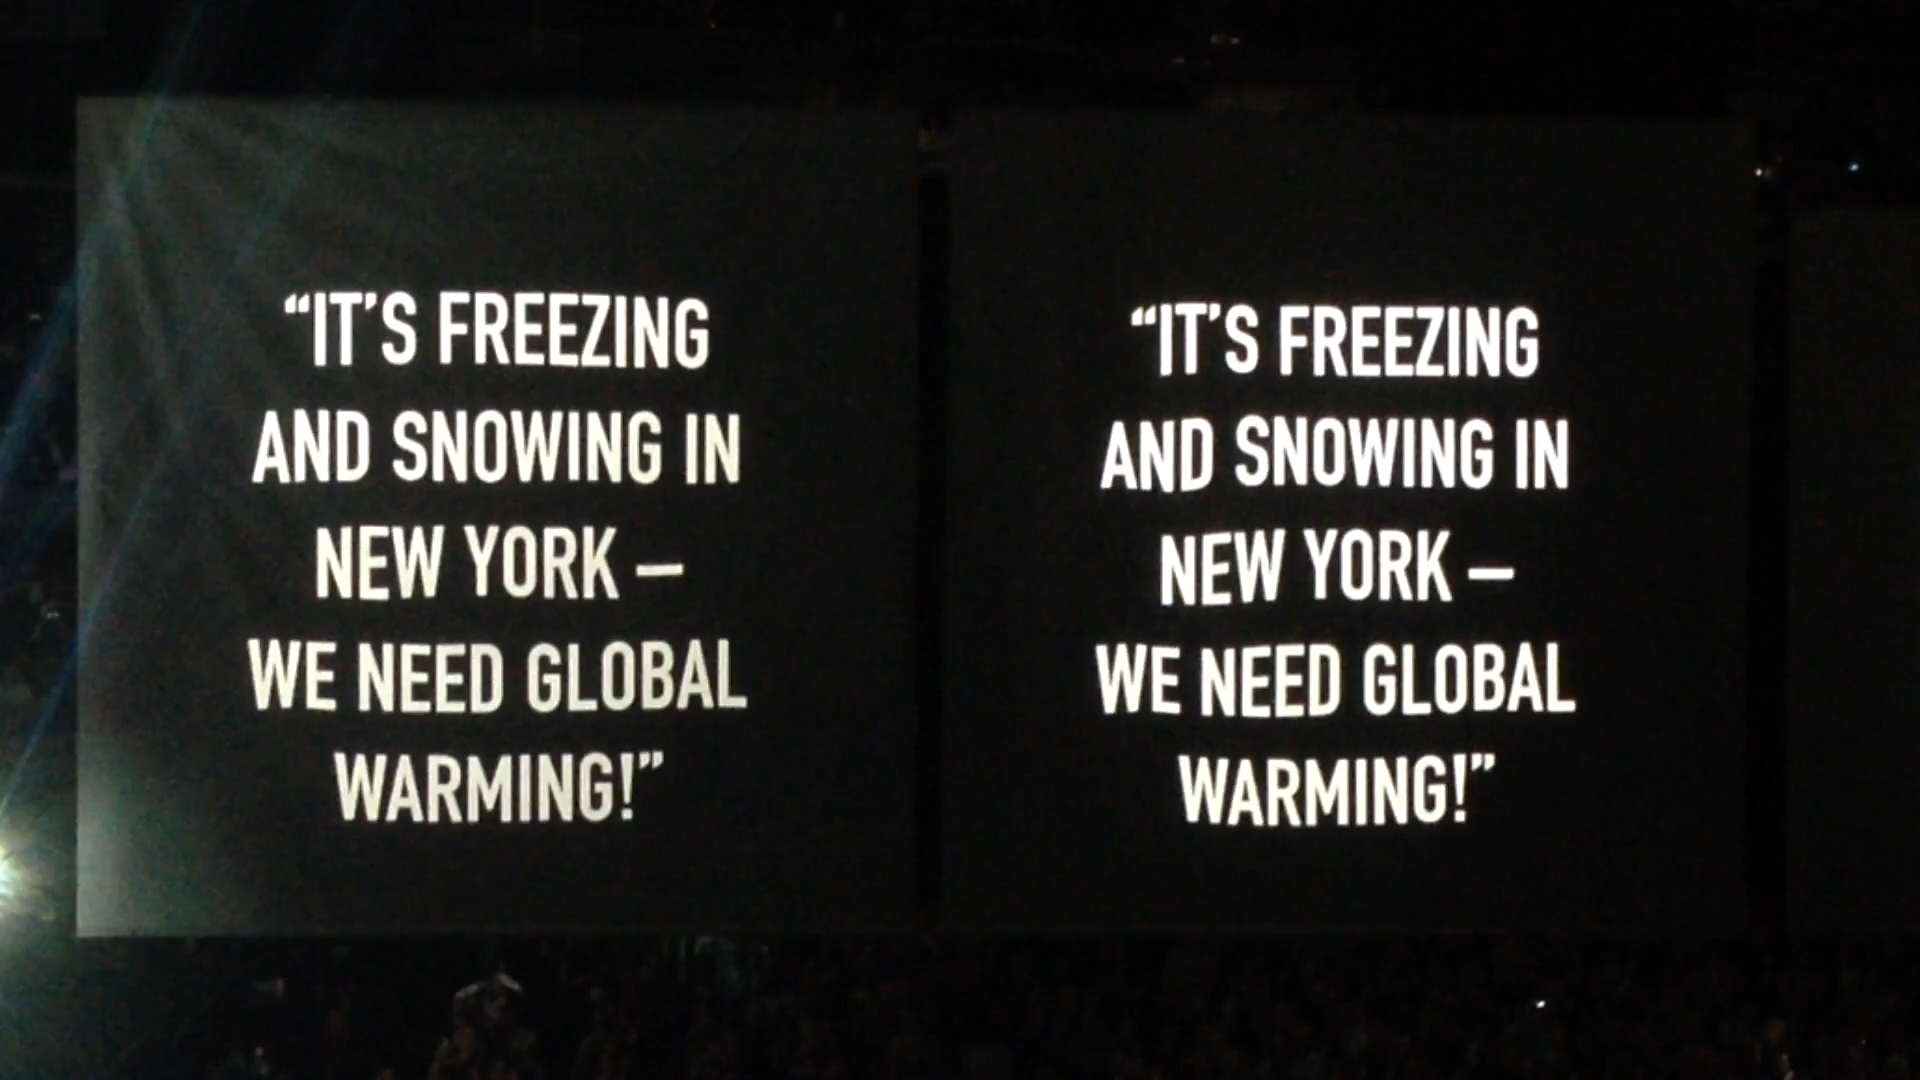 “IT’S FREEZING
AND SNOWING IN
NEW YORK –
WE NEED GLOBAL
WARMING!”
“IT’S FREEZING
AND SNOWING IN
NEW YORK –
WE NEED GLOBAL
WARMING!”